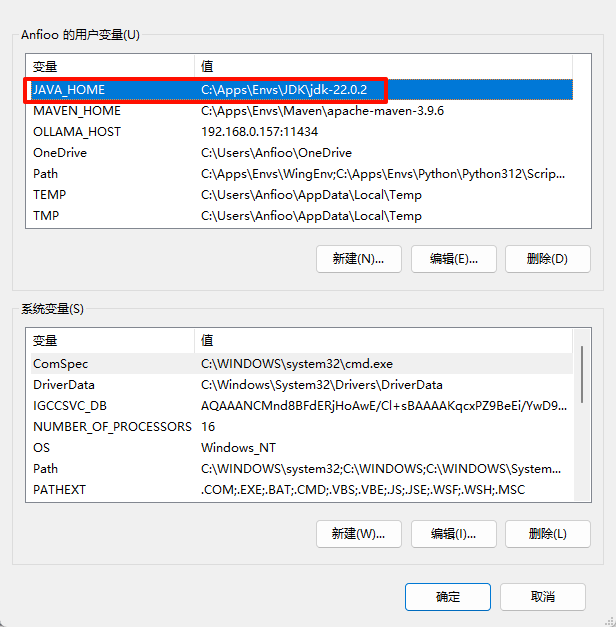 Anfioo 的用户变量(U)
变量 值
JAVA_HOME C:\Apps\Envs\JDK\jdk-22.0.2
MAVEN_HOME C:\Apps\Envs\Maven\apache-maven-3.9.6
OLLAMA_HOST 192.168.0.157:11434
OneDrive C:\Users\Anfioo\OneDrive
Path C:\Apps\Envs\WingEnv;C:\Apps\Envs\Python\Python312\Scrip...
TEMP C:\Users\Anfioo\AppData\Local\Temp
TMP C:\Users\Anfioo\AppData\Local\Temp
新建(N)... 编辑(E)... 删除(D)
系统变量(S)
变量 值
ComSpec C:\WINDOWS\system32\cmd.exe
DriverData C:\Windows\System32\Drivers\DriverData
IGCCSVC_DB AQAAANCMnd8BFdERjHoAwE/Cl+sBAAAAKqcxPZ9BeEi/YwD9...
NUMBER_OF_PROCESSORS 16
OS Windows_NT
Path C:\WINDOWS\system32;C:\WINDOWS;C:\WINDOWS\System...
PATHEXT .COM;.EXE;.BAT;.CMD;.VBS;.VBE;.JS;.JSE;.WSF;.WSH;.MSC
新建(W)... 编辑(I)... 删除(L)
确定 取消